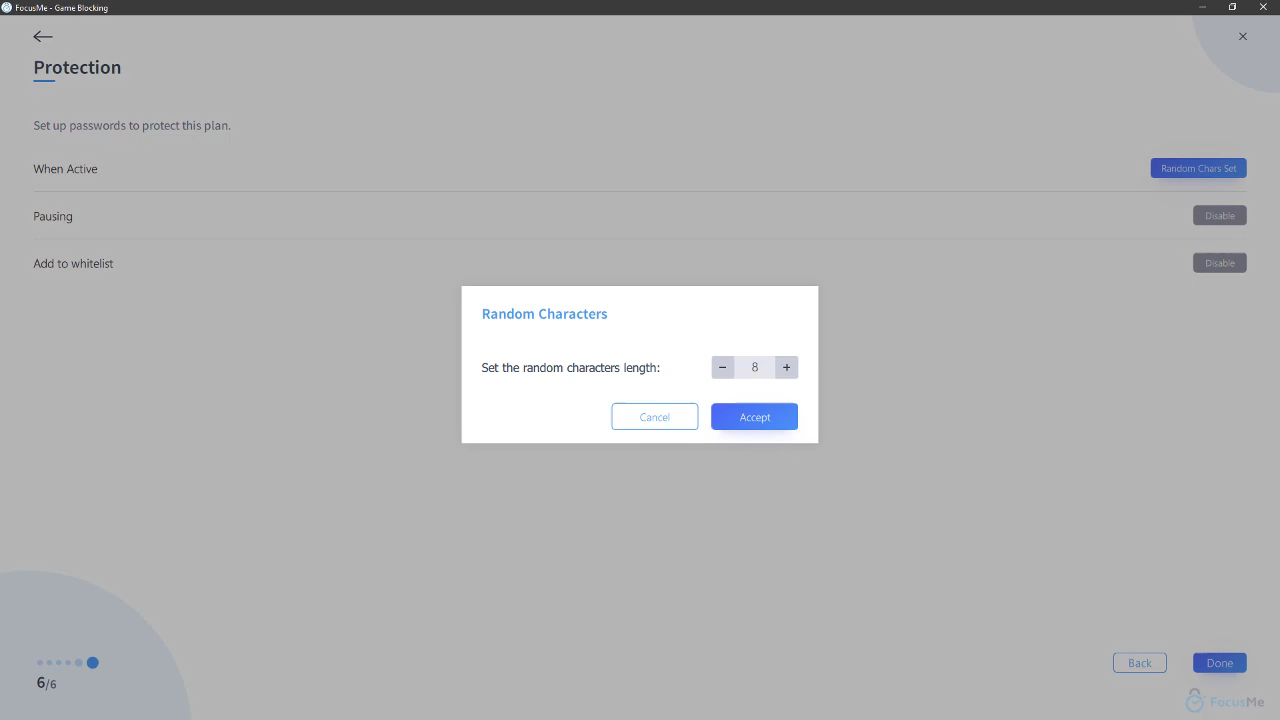 FocusMe - Game Blocking
Protection
Set up passwords to protect this plan.
When Active
Random Chars Set
Pausing
Disable
Add to whitelist
Disable
Random Characters
Set the random characters length:
− 8 +
Cancel
Accept
6/6
Back
Done
FocusMe